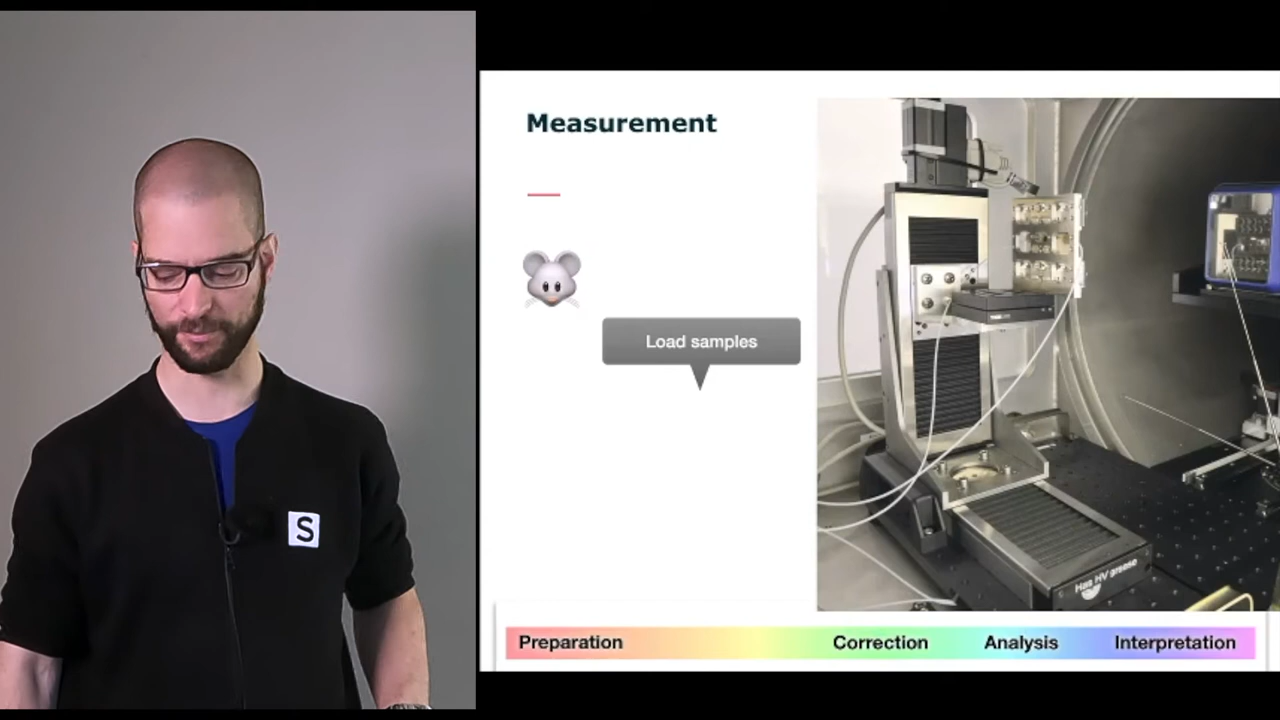 Measurement
Load samples
S
Has HV grease
Preparation
Correction
Analysis
Interpretation